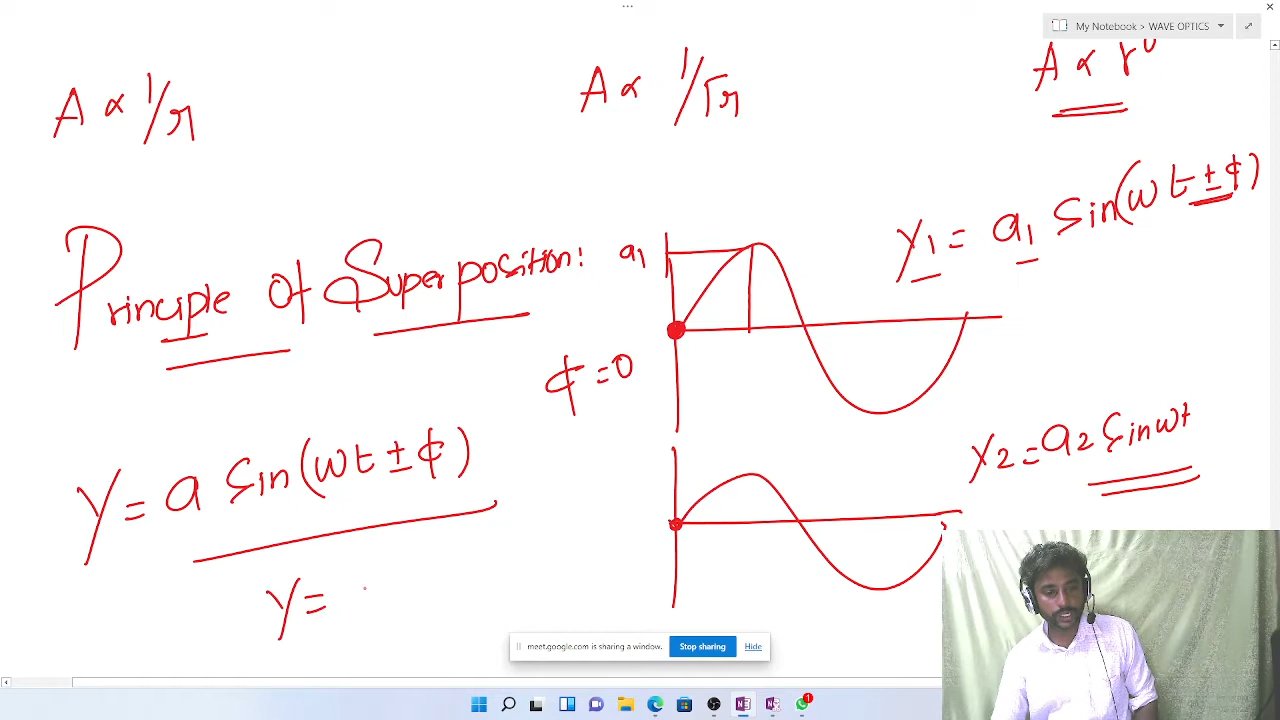 My Notebook > WAVE OPTICS
A ∝ 1/r
A ∝ 1/√r
A ∝ r⁰
Principle of Superposition:
a₁
Y₁ = a₁ sin(ωt ± ϕ)
ϕ = 0
Y = a sin(ωt ± ϕ)
Y₂ = a₂ sin ωt
Y =
meet.google.com is sharing a window.
Stop sharing
Hide
1